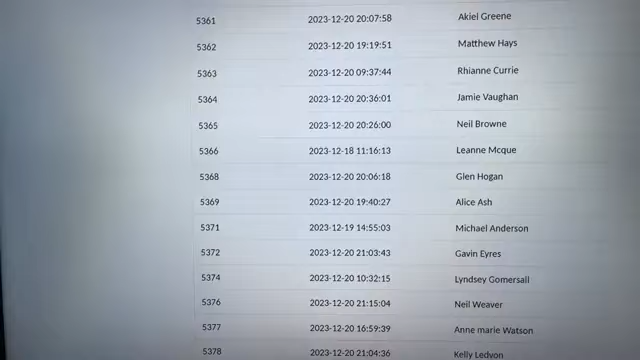 5361 2023-12-20 20:07:58 Akiel Greene
5362 2023-12-20 19:19:51 Matthew Hays
5363 2023-12-20 09:37:44 Rhianne Currie
5364 2023-12-20 20:36:01 Jamie Vaughan
5365 2023-12-20 20:26:00 Neil Browne
5366 2023-12-18 11:16:13 Leanne Mcque
5368 2023-12-20 20:06:18 Glen Hogan
5369 2023-12-20 19:40:27 Alice Ash
5371 2023-12-19 14:55:03 Michael Anderson
5372 2023-12-20 21:03:43 Gavin Eyres
5374 2023-12-20 10:32:15 Lyndsey Gomersall
5376 2023-12-20 21:15:04 Neil Weaver
5377 2023-12-20 16:59:39 Anne marie Watson
5378 2023-12-20 21:04:36 Kelly Ledyon